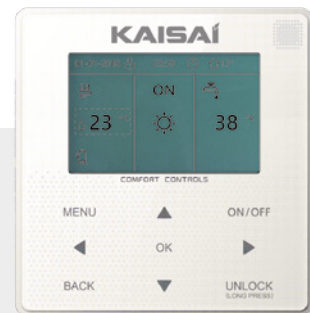 KAISAI
ON
23 38
COMFORT CONTROLS
MENU ON/OFF
OK
BACK UNLOCK
(LONG PRESS)